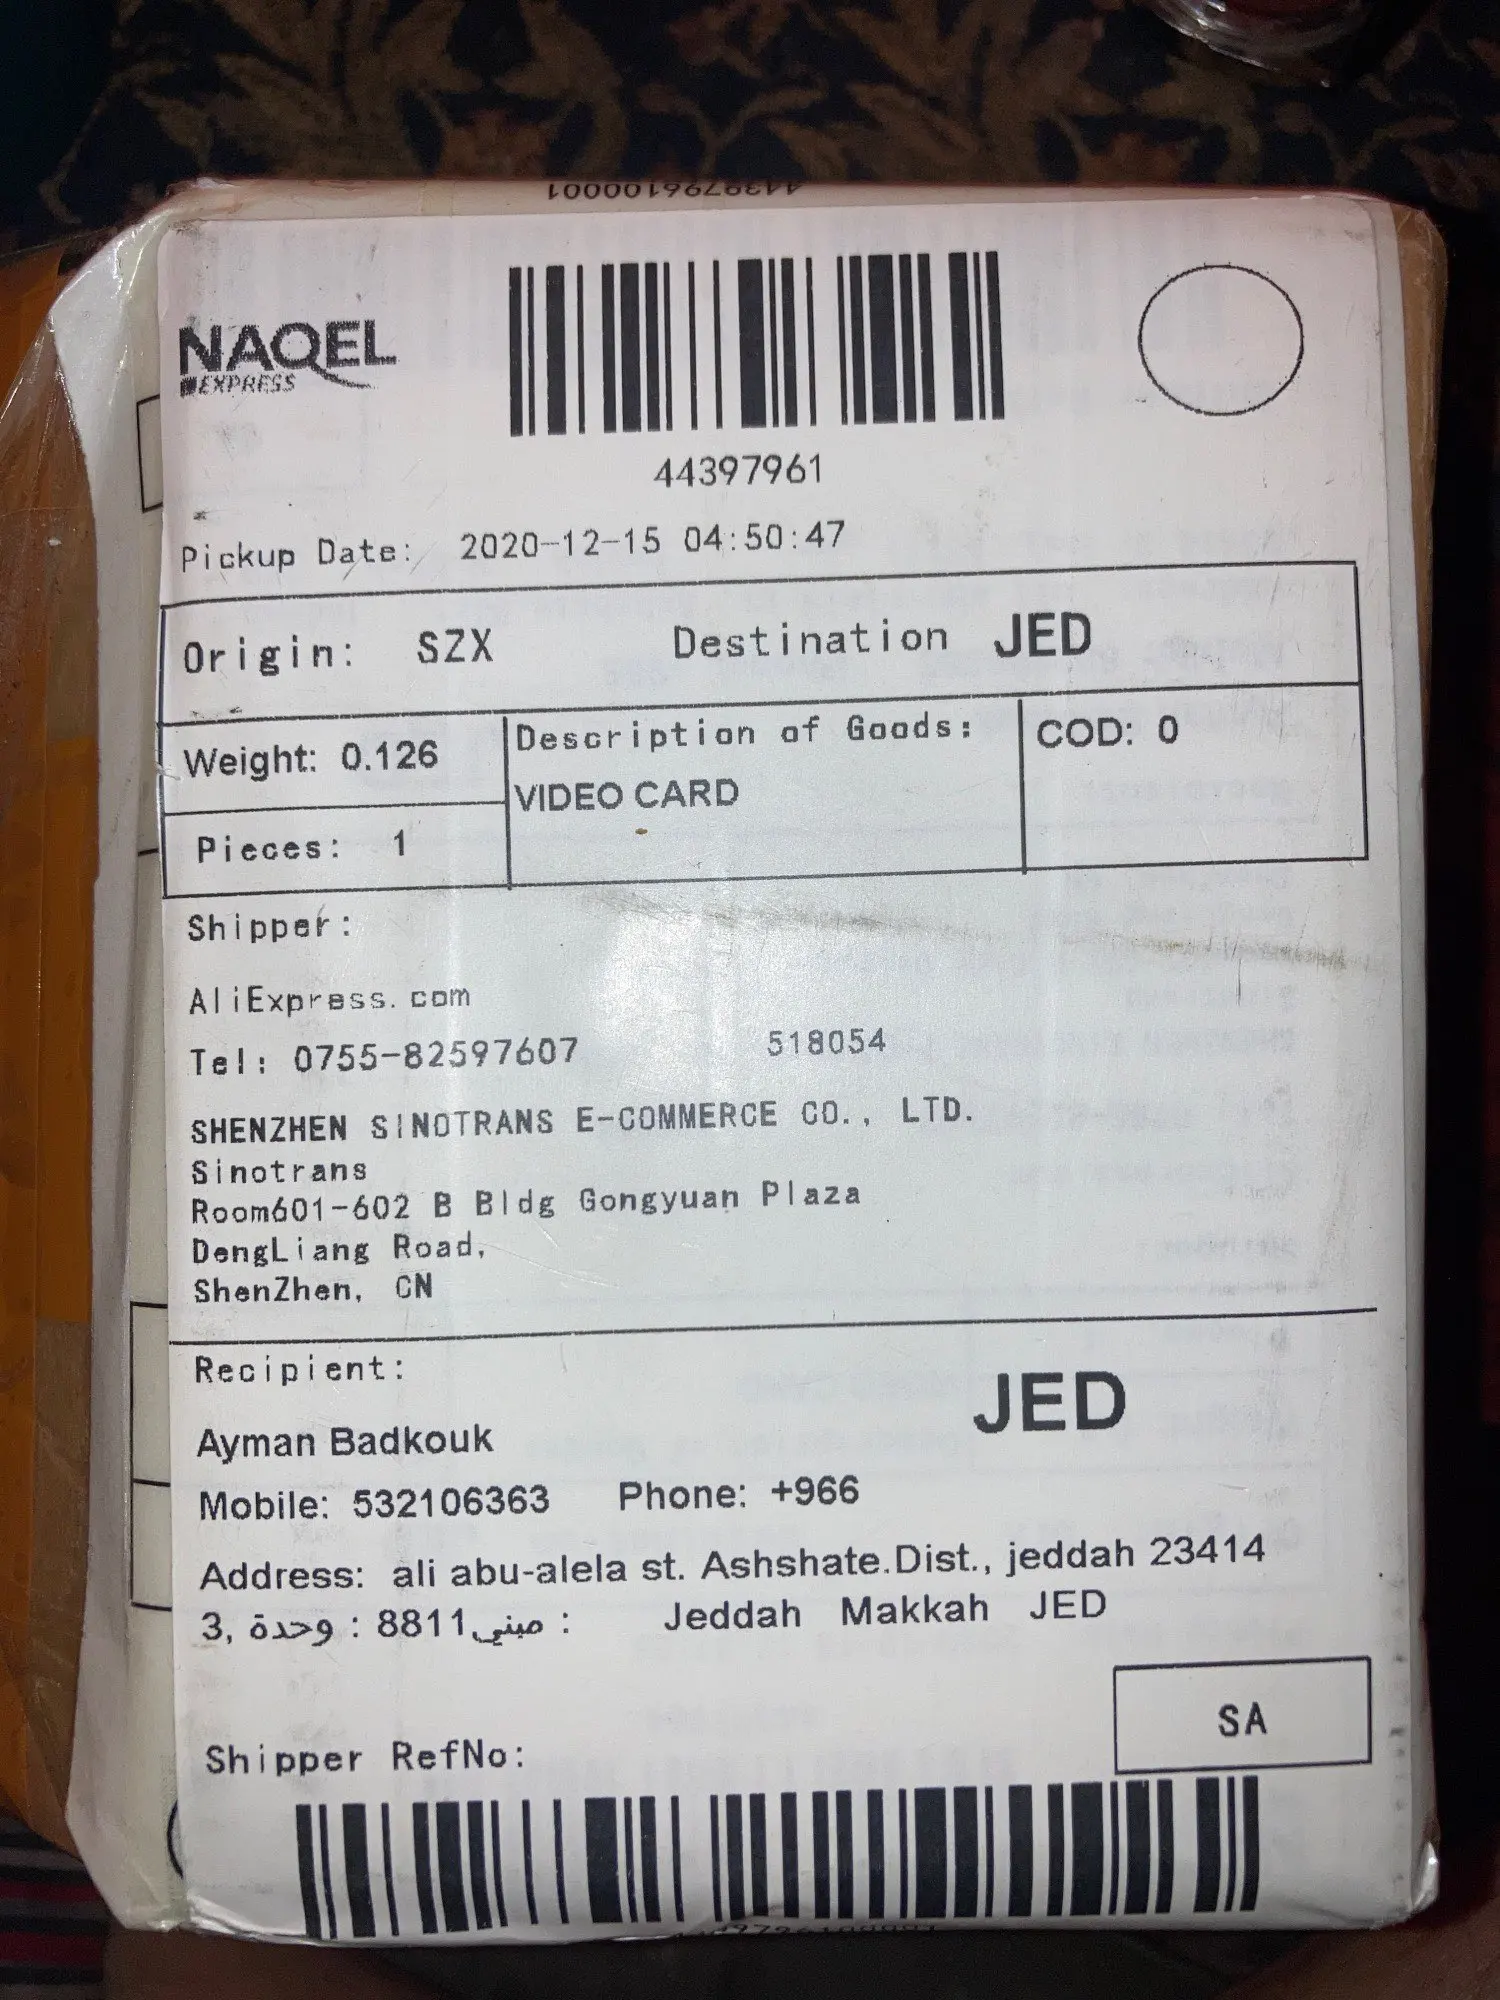 4439796100001
NAQEL
EXPRESS
44397961
Pickup Date: 2020-12-15 04:50:47
Origin: SZX Destination JED
Weight: 0.126
Description of Goods:
COD: 0
VIDEO CARD
Pieces: 1
Shipper:
AliExpress.com
Tel: 0755-82597607 518054
SHENZHEN SINOTRANS E-COMMERCE CO., LTD.
Sinotrans
Room601-602 B Bldg Gongyuan Plaza
DengLiang Road,
ShenZhen, CN
Recipient:
JED
Ayman Badkouk
Mobile: 532106363 Phone: +966
Address: ali abu-alela st. Ashshate.Dist., jeddah 23414
3, وحدة : 8811مبني : Jeddah Makkah JED
SA
Shipper RefNo: